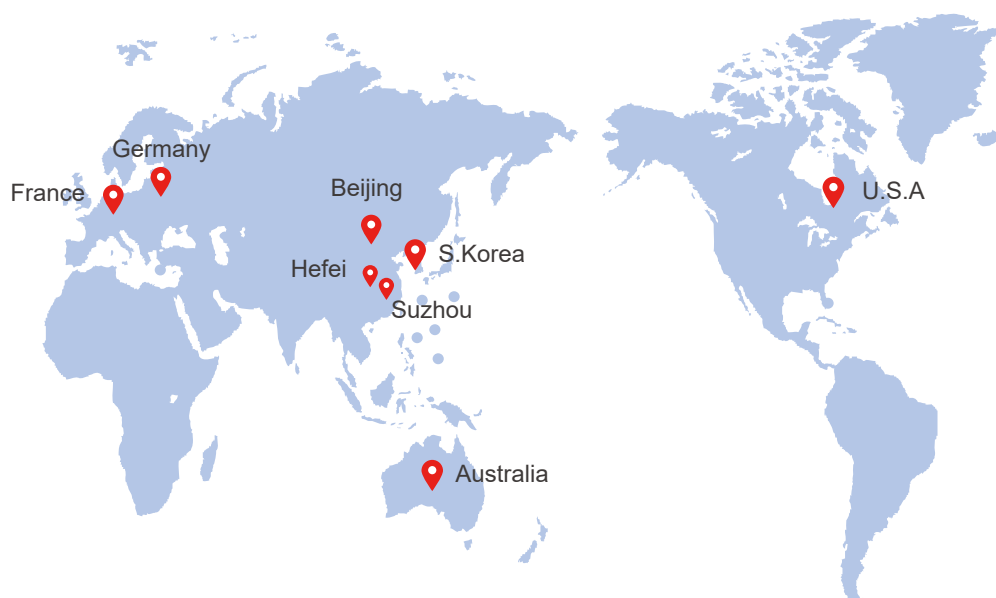 Germany
France
Beijing
U.S.A
S.Korea
Hefei
Suzhou
Australia